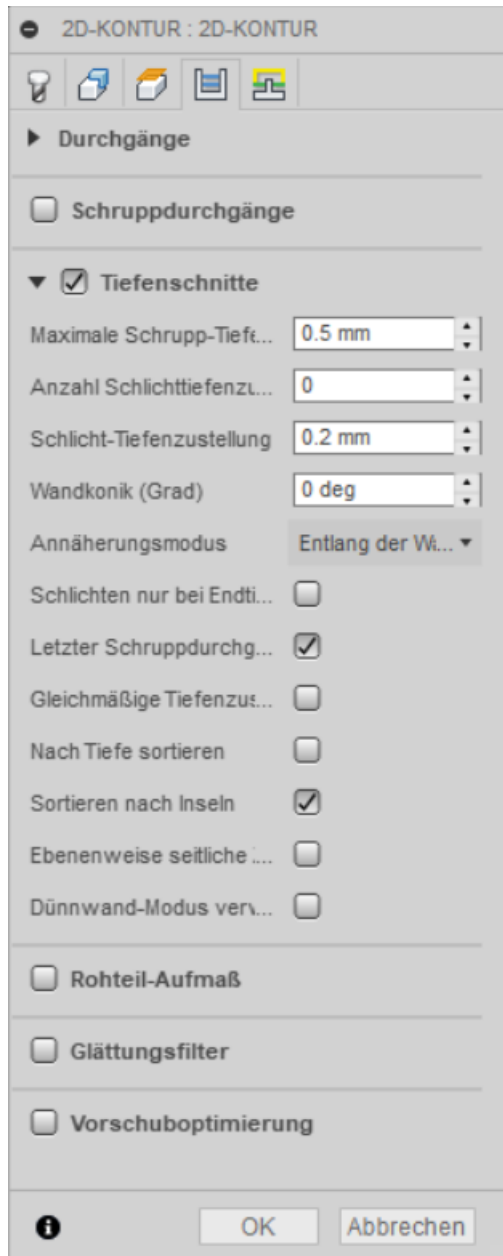 2D-KONTUR : 2D-KONTUR
Durchgänge
Schruppdurchgänge
Tiefenschnitte
Maximale Schrupp-Tiefe... 0.5 mm
Anzahl Schlichttiefenzu... 0
Schlicht-Tiefenzustellung 0.2 mm
Wandkonik (Grad) 0 deg
Annäherungsmodus Entlang der Wa...
Schlichten nur bei Endti...
Letzter Schruppdurchg...
Gleichmäßige Tiefenzus...
Nach Tiefe sortieren
Sortieren nach Inseln
Ebenenweise seitliche ...
Dünnwand-Modus verw...
Rohteil-Aufmaß
Glättungsfilter
Vorschuboptimierung
OK Abbrechen